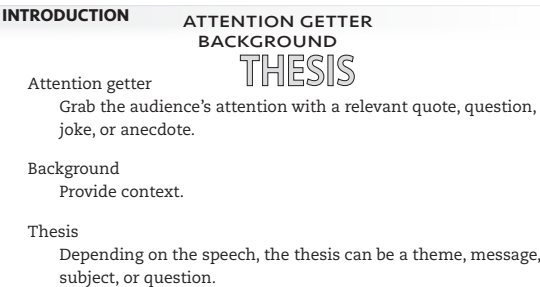 INTRODUCTION
ATTENTION GETTER
BACKGROUND
THESIS
Attention getter
Grab the audience's attention with a relevant quote, question,
joke, or anecdote.
Background
Provide context.
Thesis
Depending on the speech, the thesis can be a theme, message,
subject, or question.